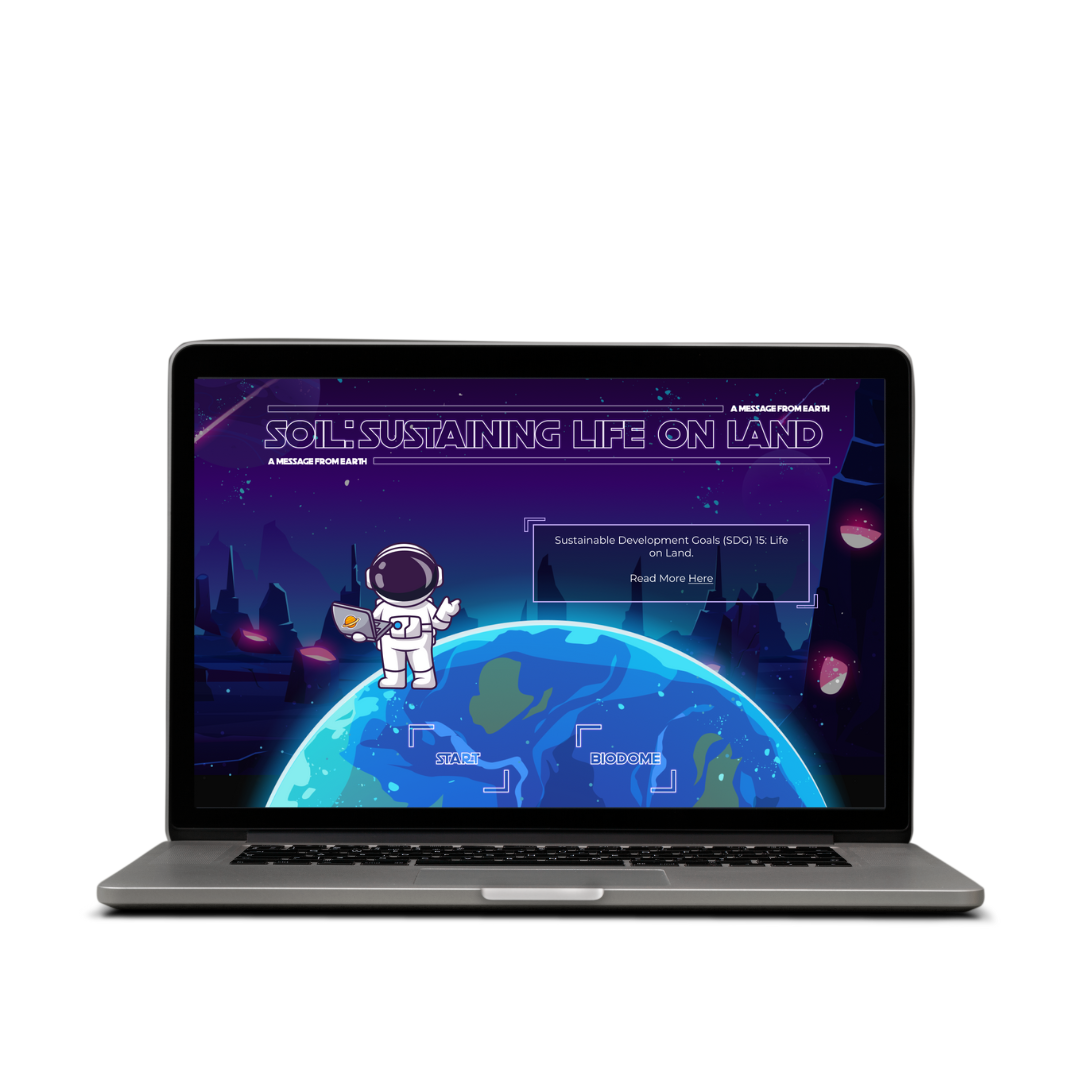 A MESSAGE FROM EARTH
SOIL: SUSTAINING LIFE ON LAND
A MESSAGE FROM EARTH
Sustainable Development Goals (SDG) 15: Life
on Land.
Read More Here
START
BIODOME